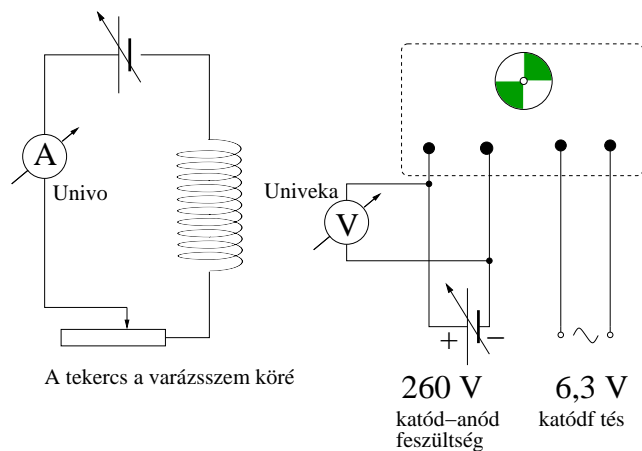 A
Univo
A tekercs a varázsszem köré
Univeka
V
+ −
260 V
katód–anód
feszültség
6,3 V
katódf tés